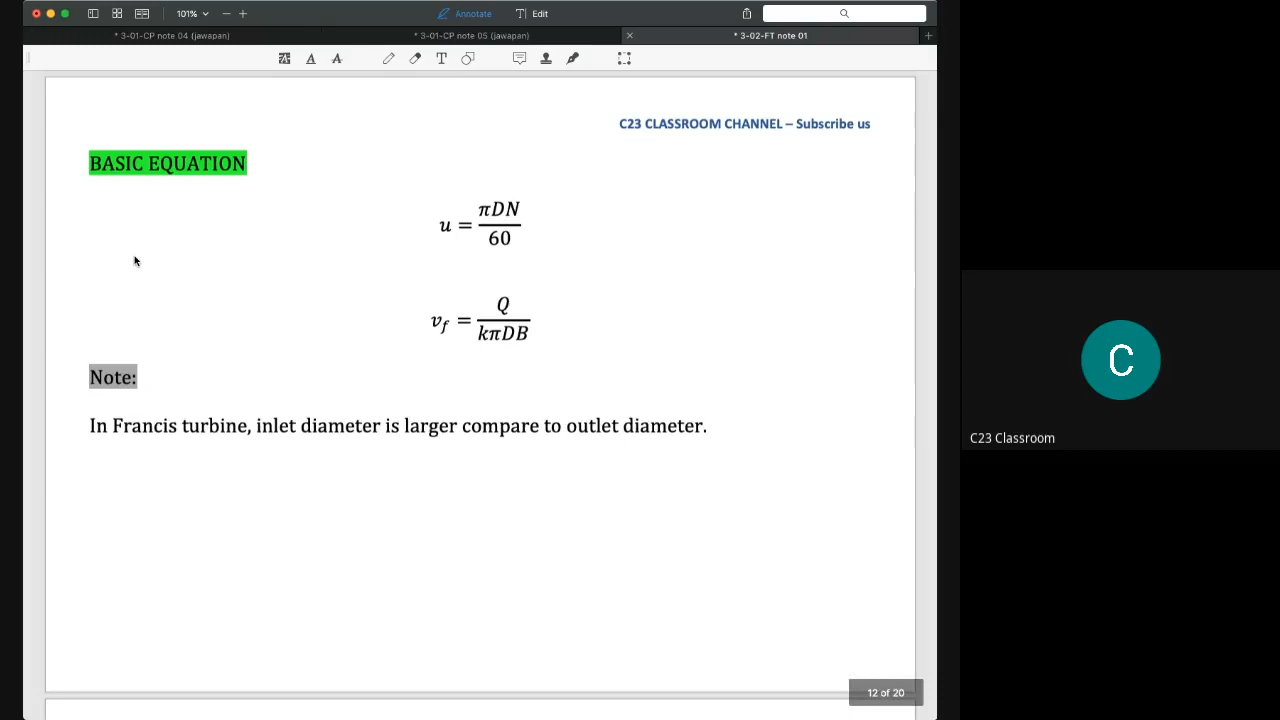 101%
Annotate
Edit
* 3-01-CP note 04 (jawapan)
* 3-01-CP note 05 (jawapan)
* 3-02-FT note 01
C23 CLASSROOM CHANNEL – Subscribe us
BASIC EQUATION
u = πDN / 60
v_f = Q / kπDB
Note:
In Francis turbine, inlet diameter is larger compare to outlet diameter.
12 of 20
C
C23 Classroom